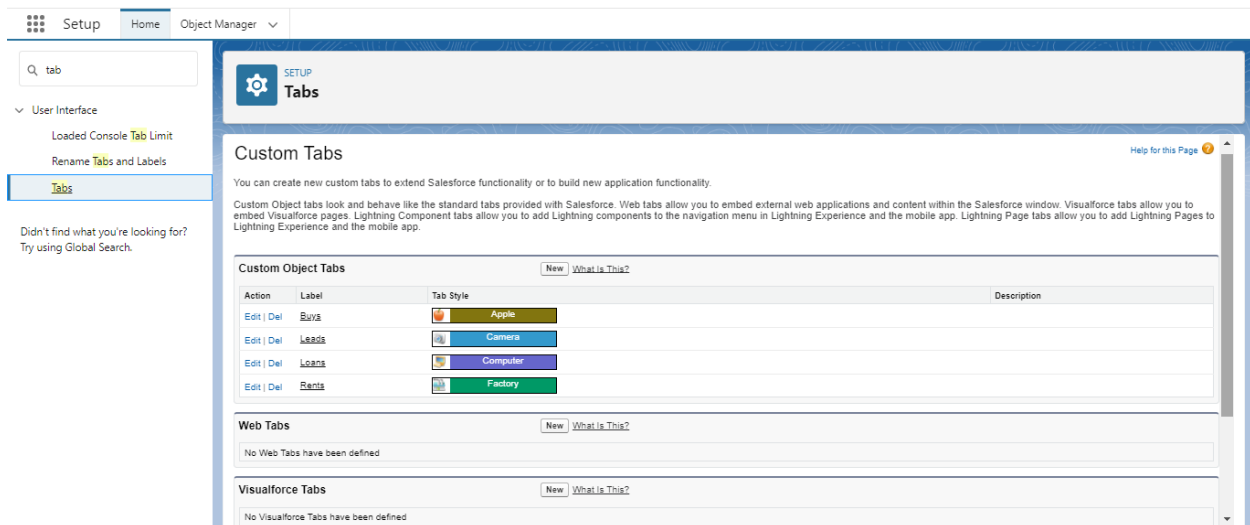 Setup Home Object Manager
tab
User Interface
Loaded Console Tab Limit
Rename Tabs and Labels
Tabs
Didn't find what you're looking for?
Try using Global Search.
SETUP
Tabs
Custom Tabs
Help for this Page
You can create new custom tabs to extend Salesforce functionality or to build new application functionality.
Custom Object tabs look and behave like the standard tabs provided with Salesforce. Web tabs allow you to embed external web applications and content within the Salesforce window. Visualforce tabs allow you to
embed Visualforce pages. Lightning Component tabs allow you to add Lightning components to the navigation menu in Lightning Experience and the mobile app. Lightning Page tabs allow you to add Lightning Pages to
Lightning Experience and the mobile app.
Custom Object Tabs New What Is This?
Action Label Tab Style Description
Edit | Del Buys Apple
Edit | Del Leads Camera
Edit | Del Loans Computer
Edit | Del Rents Factory
Web Tabs New What Is This?
No Web Tabs have been defined
Visualforce Tabs New What Is This?
No Visualforce Tabs have been defined